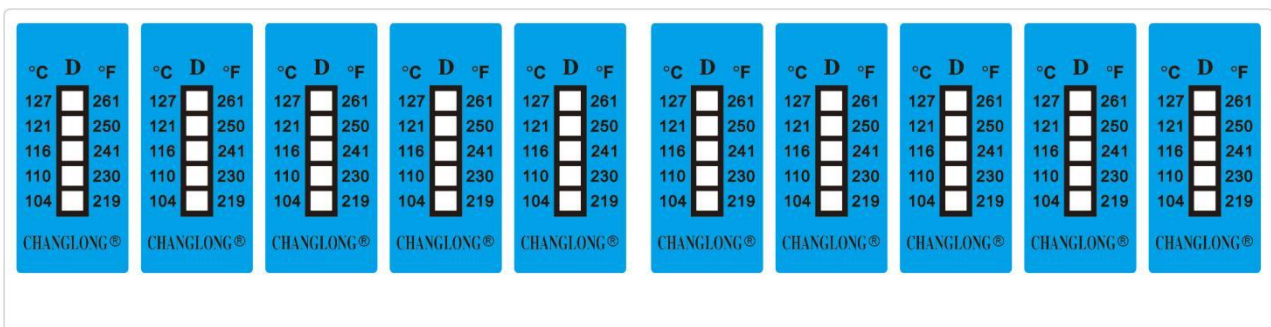 °C D °F °C D °F °C D °F °C D °F °C D °F °C D °F °C D °F °C D °F °C D °F °C D °F
127 261 127 261 127 261 127 261 127 261 127 261 127 261 127 261 127 261 127 261
121 250 121 250 121 250 121 250 121 250 121 250 121 250 121 250 121 250 121 250
116 241 116 241 116 241 116 241 116 241 116 241 116 241 116 241 116 241 116 241
110 230 110 230 110 230 110 230 110 230 110 230 110 230 110 230 110 230 110 230
104 219 104 219 104 219 104 219 104 219 104 219 104 219 104 219 104 219 104 219
CHANGLONG® CHANGLONG® CHANGLONG® CHANGLONG® CHANGLONG® CHANGLONG® CHANGLONG® CHANGLONG® CHANGLONG® CHANGLONG®